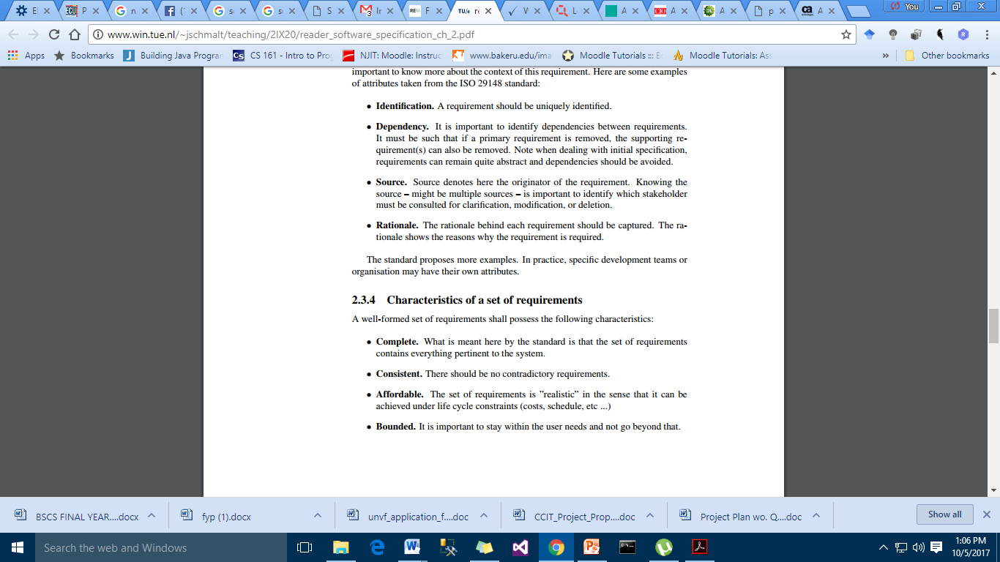 E
P
n
f (
s
s
S
3 Ir
REM F
TU/e re
V
L
A
A
A
p
ca A
You
www.win.tue.nl/~jschmalt/teaching/2IX20/reader_software_specification_ch_2.pdf
Apps Bookmarks Building Java Progran CS CS 161 - Intro to Prog NJIT: Moodle: Instruc www.bakeru.edu/ima Moodle Tutorials ::: E Moodle Tutorials: Ass » Other bookmarks
important to know more about the context of this requirement. Here are some examples
of attributes taken from the ISO 29148 standard:
• Identification. A requirement should be uniquely identified.
• Dependency. It is important to identify dependencies between requirements.
It must be such that if a primary requirement is removed, the supporting re-
quirement(s) can also be removed. Note when dealing with initial specification,
requirements can remain quite abstract and dependencies should be avoided.
• Source. Source denotes here the originator of the requirement. Knowing the
source – might be multiple sources – is important to identify which stakeholder
must be consulted for clarification, modification, or deletion.
• Rationale. The rationale behind each requirement should be captured. The ra-
tionale shows the reasons why the requirement is required.
The standard proposes more examples. In practice, specific development teams or
organisation may have their own attributes.
2.3.4 Characteristics of a set of requirements
A well-formed set of requirements shall possess the following characteristics:
• Complete. What is meant here by the standard is that the set of requirements
contains everything pertinent to the system.
• Consistent. There should be no contradictory requirements.
• Affordable. The set of requirements is ”realistic” in the sense that it can be
achieved under life cycle constraints (costs, schedule, etc ...)
• Bounded. It is important to stay within the user needs and not go beyond that.
BSCS FINAL YEAR....docx fyp (1).docx unvf_application_f....doc CCIT_Project_Prop....doc Project Plan wo. Q....doc Show all
Search the web and Windows
1:06 PM
10/5/2017